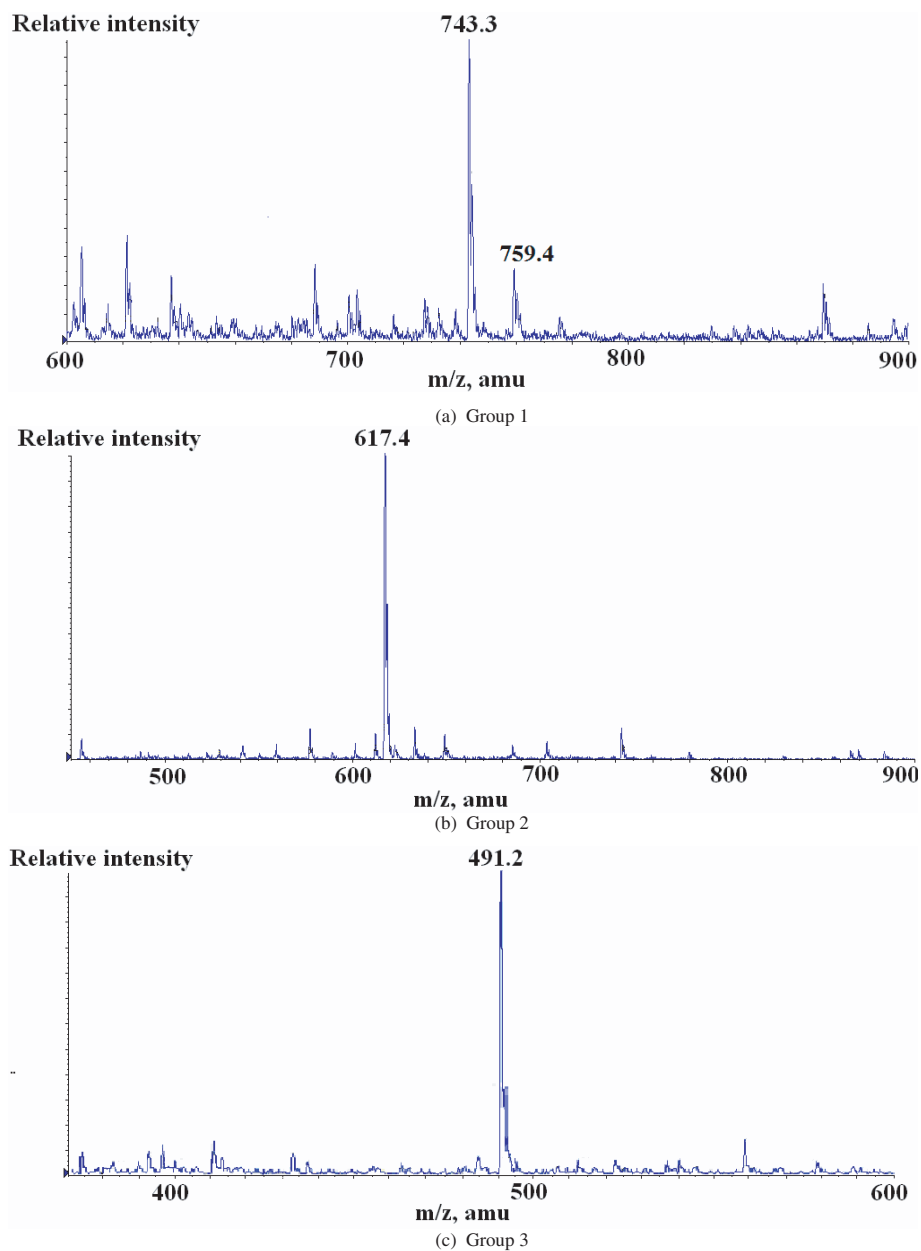 Relative intensity
743.3
759.4
600 700 800 900
m/z, amu
(a) Group 1
Relative intensity
617.4
500 600 700 800 900
m/z, amu
(b) Group 2
Relative intensity
491.2
400 500 600
m/z, amu
(c) Group 3